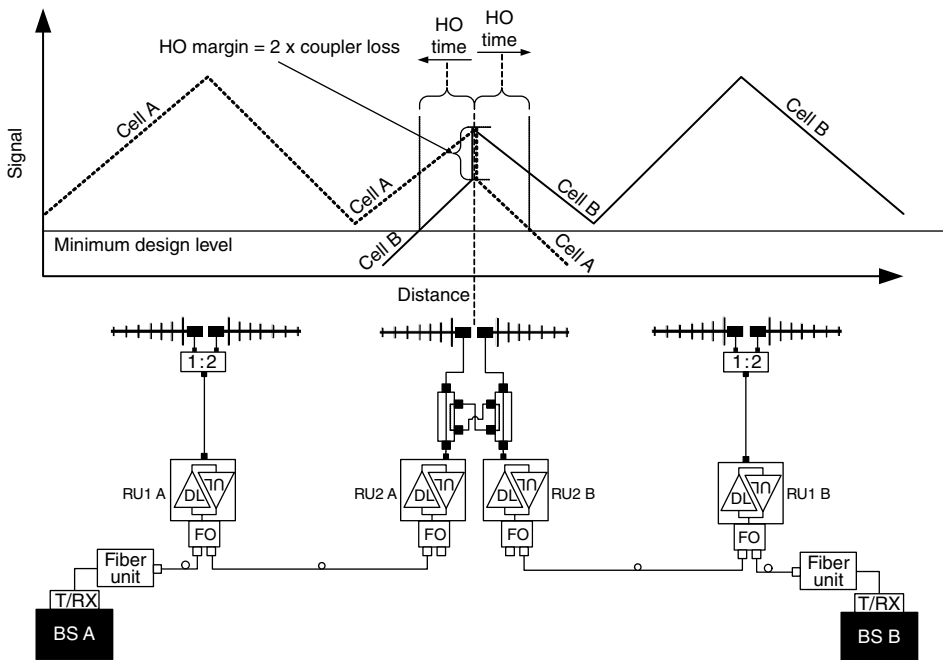 HO
time
HO
time
HO margin = 2 x coupler loss
Signal
Cell A
Cell A
Cell B
Cell B
Minimum design level
Cell B
Cell A
Distance
1:2
1:2
RU1 A
DL
UL
RU2 A
DL
UL
DL
UL
RU2 B
DL
UL
RU1 B
FO
FO
FO
FO
Fiber
unit
Fiber
unit
T/RX
T/RX
BS A
BS B